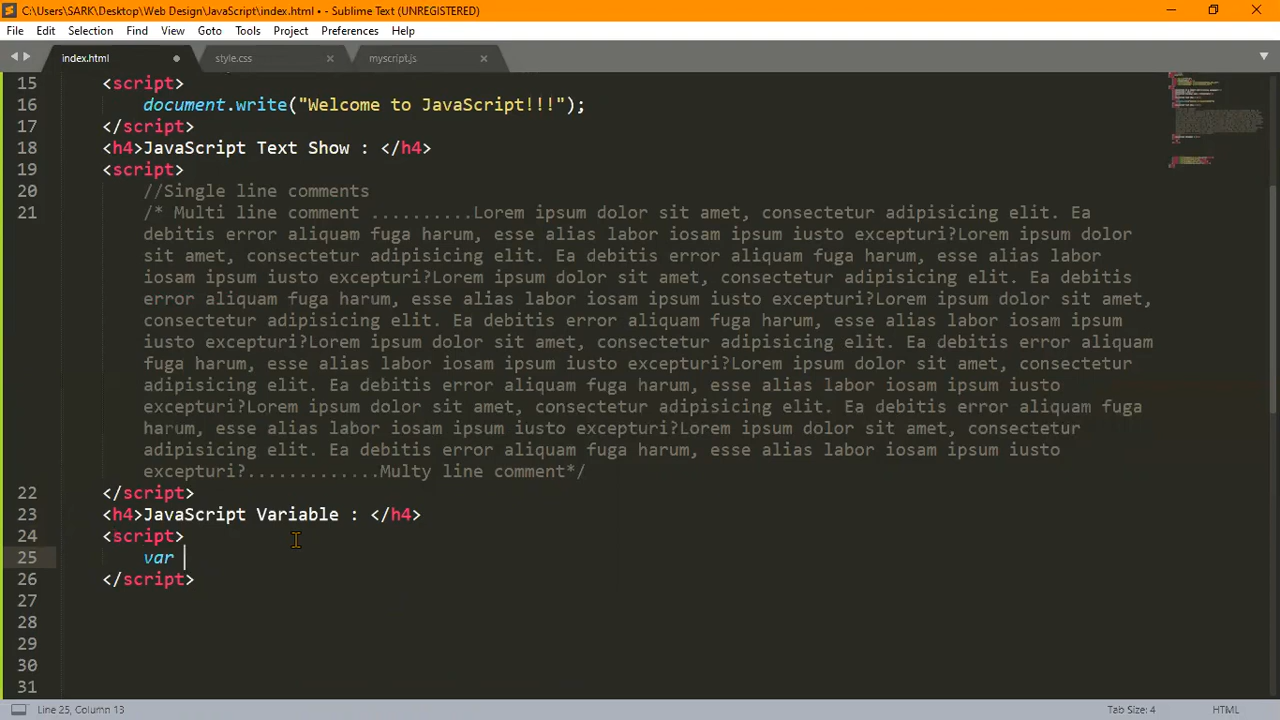 C:\Users\SARK\Desktop\Web Design\JavaScript\index.html • - Sublime Text (UNREGISTERED)
File Edit Selection Find View Goto Tools Project Preferences Help
index.html style.css myscript.js
15 <script>
16 document.write("Welcome to JavaScript!!!");
17 </script>
18 <h4>JavaScript Text Show : </h4>
19 <script>
20 //Single line comments
21 /* Multi line comment ..........Lorem ipsum dolor sit amet, consectetur adipisicing elit. Ea
debitis error aliquam fuga harum, esse alias labor iosam ipsum iusto excepturi?Lorem ipsum dolor
sit amet, consectetur adipisicing elit. Ea debitis error aliquam fuga harum, esse alias labor
iosam ipsum iusto excepturi?Lorem ipsum dolor sit amet, consectetur adipisicing elit. Ea debitis
error aliquam fuga harum, esse alias labor iosam ipsum iusto excepturi?Lorem ipsum dolor sit amet,
consectetur adipisicing elit. Ea debitis error aliquam fuga harum, esse alias labor iosam ipsum
iusto excepturi?Lorem ipsum dolor sit amet, consectetur adipisicing elit. Ea debitis error aliquam
fuga harum, esse alias labor iosam ipsum iusto excepturi?Lorem ipsum dolor sit amet, consectetur
adipisicing elit. Ea debitis error aliquam fuga harum, esse alias labor iosam ipsum iusto
excepturi?Lorem ipsum dolor sit amet, consectetur adipisicing elit. Ea debitis error aliquam fuga
harum, esse alias labor iosam ipsum iusto excepturi?Lorem ipsum dolor sit amet, consectetur
adipisicing elit. Ea debitis error aliquam fuga harum, esse alias labor iosam ipsum iusto
excepturi?.............Multy line comment*/
22 </script>
23 <h4>JavaScript Variable : </h4>
24 <script>
25 var
26 </script>
27
28
29
30
31
Line 25, Column 13 Tab Size: 4 HTML